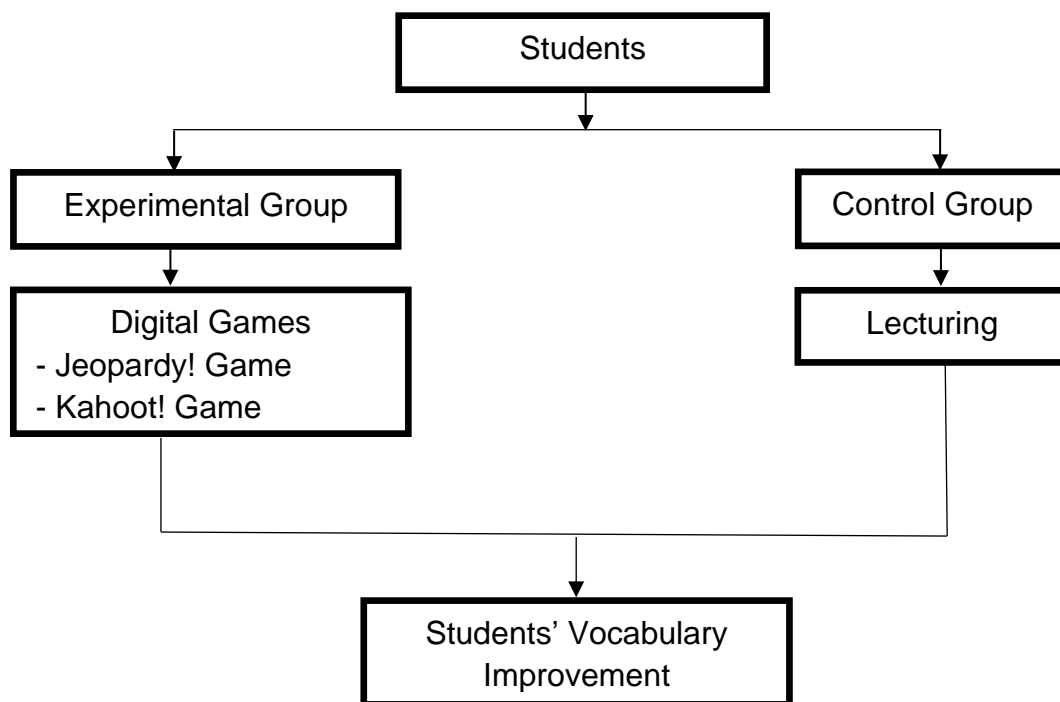 Students
Experimental Group
Control Group
Digital Games
- Jeopardy! Game
- Kahoot! Game
Lecturing
Students’ Vocabulary
Improvement